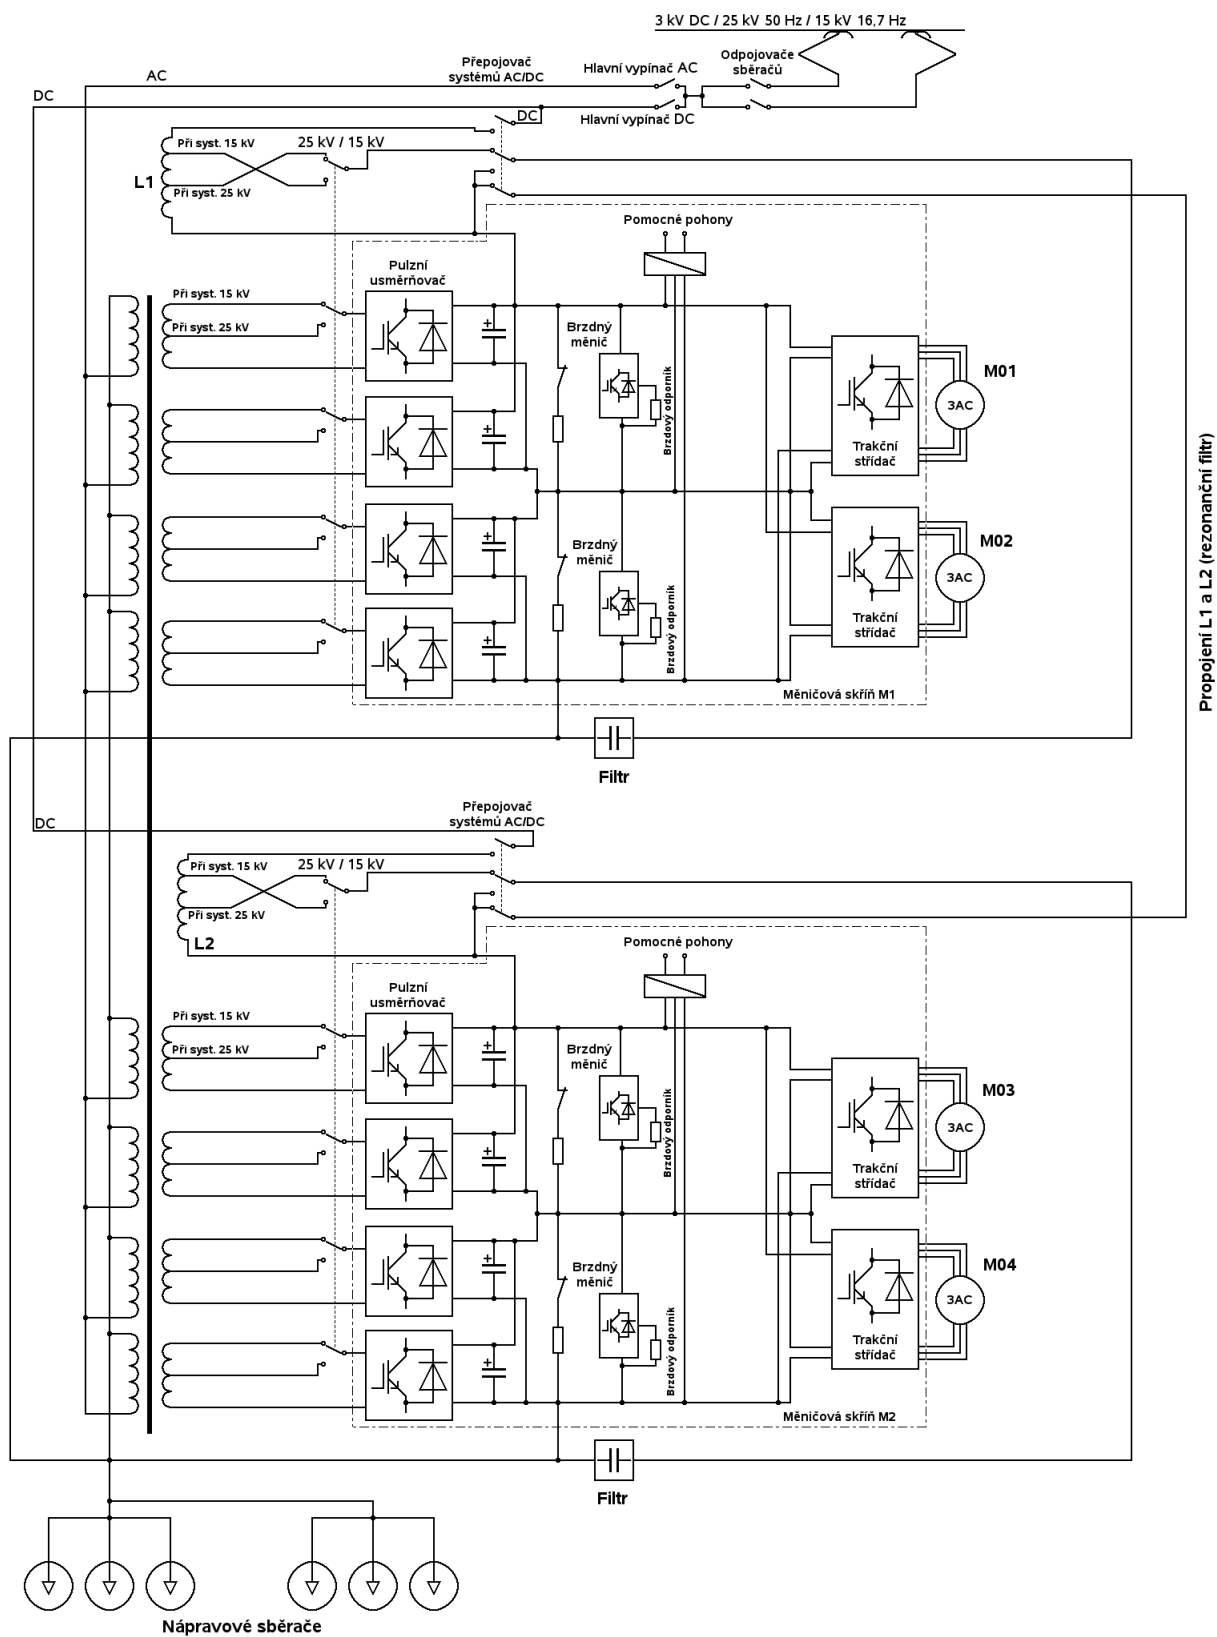 3 kV DC / 25 kV 50 Hz / 15 kV 16,7 Hz
Přepojovač
systémů AC/DC
Hlavní vypínač AC
Odpojovače
sběračů
AC
DC
Hlavní vypínač DC
DC
Při syst. 15 kV
25 kV / 15 kV
L1
Při syst. 25 kV
Pomocné pohony
Pulzní
usměrňovač
Při syst. 15 kV
Při syst. 25 kV
+
Brzdný
měnič
Brzdový odporník
M01
3AC
+
Trakční
střídač
Propojení L1 a L2 (rezonanční filtr)
+
Brzdný
měnič
Brzdový odporník
M02
3AC
+
Trakční
střídač
Měničová skříň M1
Filtr
Přepojovač
systémů AC/DC
DC
Při syst. 15 kV
25 kV / 15 kV
Při syst. 25 kV
L2
Pomocné pohony
Pulzní
usměrňovač
Při syst. 15 kV
Při syst. 25 kV
+
Brzdný
měnič
Brzdový odporník
M03
3AC
+
Trakční
střídač
+
Brzdný
měnič
Brzdový odporník
M04
3AC
+
Trakční
střídač
Měničová skříň M2
Filtr
Nápravové sběrače